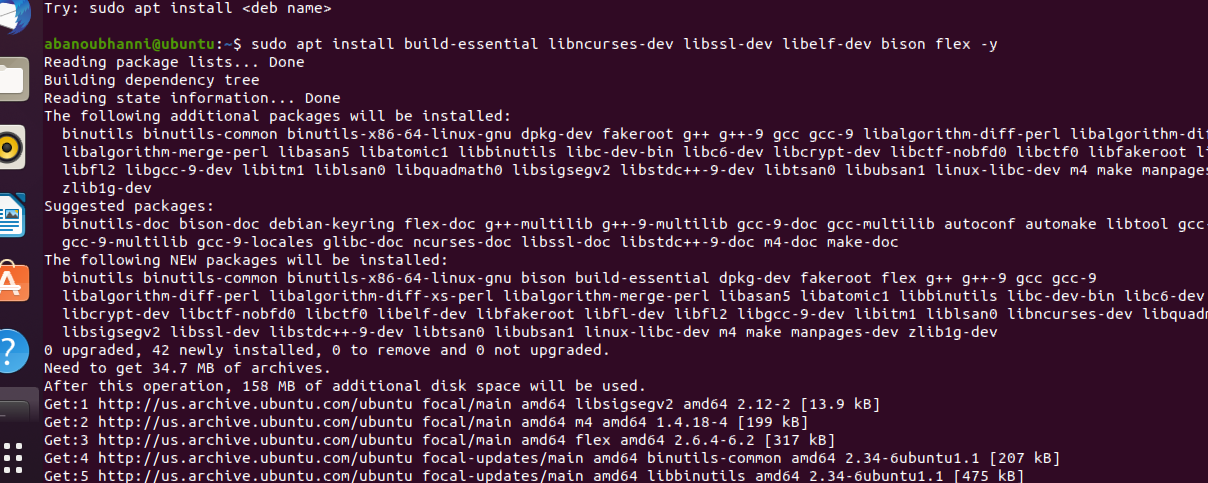 Try: sudo apt install <deb name>
abanoubhanni@ubuntu:~$ sudo apt install build-essential libncurses-dev libssl-dev libelf-dev bison flex -y
Reading package lists... Done
Building dependency tree
Reading state information... Done
The following additional packages will be installed:
binutils binutils-common binutils-x86-64-linux-gnu dpkg-dev fakeroot g++ g++-9 gcc gcc-9 libalgorithm-diff-perl
libalgorithm-merge-perl libasan5 libatomic1 libbinutils libc-dev-bin libc6-dev libcrypt-dev libctf-nobfd0 libctf0 libfakeroot
libfl2 libgcc-9-dev libitm1 liblsan0 libquadmath0 libsigsegv2 libstdc++-9-dev libtsan0 libubsan1 linux-libc-dev m4 make manpages
zlib1g-dev
Suggested packages:
binutils-doc bison-doc debian-keyring flex-doc g++-multilib g++-9-multilib gcc-9-doc gcc-multilib autoconf automake libtool gcc-
gcc-9-multilib gcc-9-locales glibc-doc ncurses-doc libssl-doc libstdc++-9-doc m4-doc make-doc
The following NEW packages will be installed:
binutils binutils-common binutils-x86-64-linux-gnu bison build-essential dpkg-dev fakeroot flex g++ g++-9 gcc gcc-9
libalgorithm-diff-perl libalgorithm-diff-xs-perl libalgorithm-merge-perl libasan5 libatomic1 libbinutils libc-dev-bin libc6-dev
libcrypt-dev libctf-nobfd0 libctf0 libelf-dev libfakeroot libfl-dev libfl2 libgcc-9-dev libitm1 liblsan0 libncurses-dev
libsigsegv2 libssl-dev libstdc++-9-dev libtsan0 libubsan1 linux-libc-dev m4 make manpages-dev zlib1g-dev
0 upgraded, 42 newly installed, 0 to remove and 0 not upgraded.
Need to get 34.7 MB of archives.
After this operation, 158 MB of additional disk space will be used.
Get:1 http://us.archive.ubuntu.com/ubuntu focal/main amd64 libsigsegv2 amd64 2.12-2 [13.9 kB]
Get:2 http://us.archive.ubuntu.com/ubuntu focal/main amd64 m4 amd64 1.4.18-4 [199 kB]
Get:3 http://us.archive.ubuntu.com/ubuntu focal/main amd64 flex amd64 2.6.4-6.2 [317 kB]
Get:4 http://us.archive.ubuntu.com/ubuntu focal-updates/main amd64 binutils-common amd64 2.34-6ubuntu1.1 [207 kB]
Get:5 http://us.archive.ubuntu.com/ubuntu focal-updates/main amd64 libbinutils amd64 2.34-6ubuntu1.1 [475 kB]